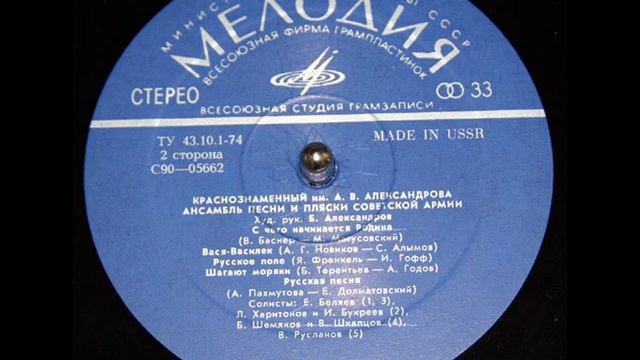 МЕЛОДИЯ
ВСЕСОЮЗНАЯ ФИРМА ГРАМПЛАСТИНОК
СТЕРЕО
33
ВСЕСОЮЗНАЯ СТУДИЯ ГРАМЗАПИСИ
ТУ 43.10.1-74
MADE IN USSR
2 сторона
С90—05662
КРАСНОЗНАМЕННЫЙ им. А. В. АЛЕКСАНДРОВА
АНСАМБЛЬ ПЕСНИ И ПЛЯСКИ СОВЕТСКОЙ АРМИИ
Худ. рук. Б. Александров
С чего начинается Родина
(В. Баснер — М. Матусовский)
Вася-Василек (А. Г. Новиков — С. Алымов)
Русское поле (Я. Френкель — И. Гофф)
Шагают моряки (Б. Терентьев — А. Годов)
Русская песня
(А. Пахмутова — Е. Долматовский)
Солисты: Е. Беляев (1, 3),
Л. Харитонов и И. Букреев (2),
Б. Шемяков и В. Шкапцов (4),
В. Русланов (5)